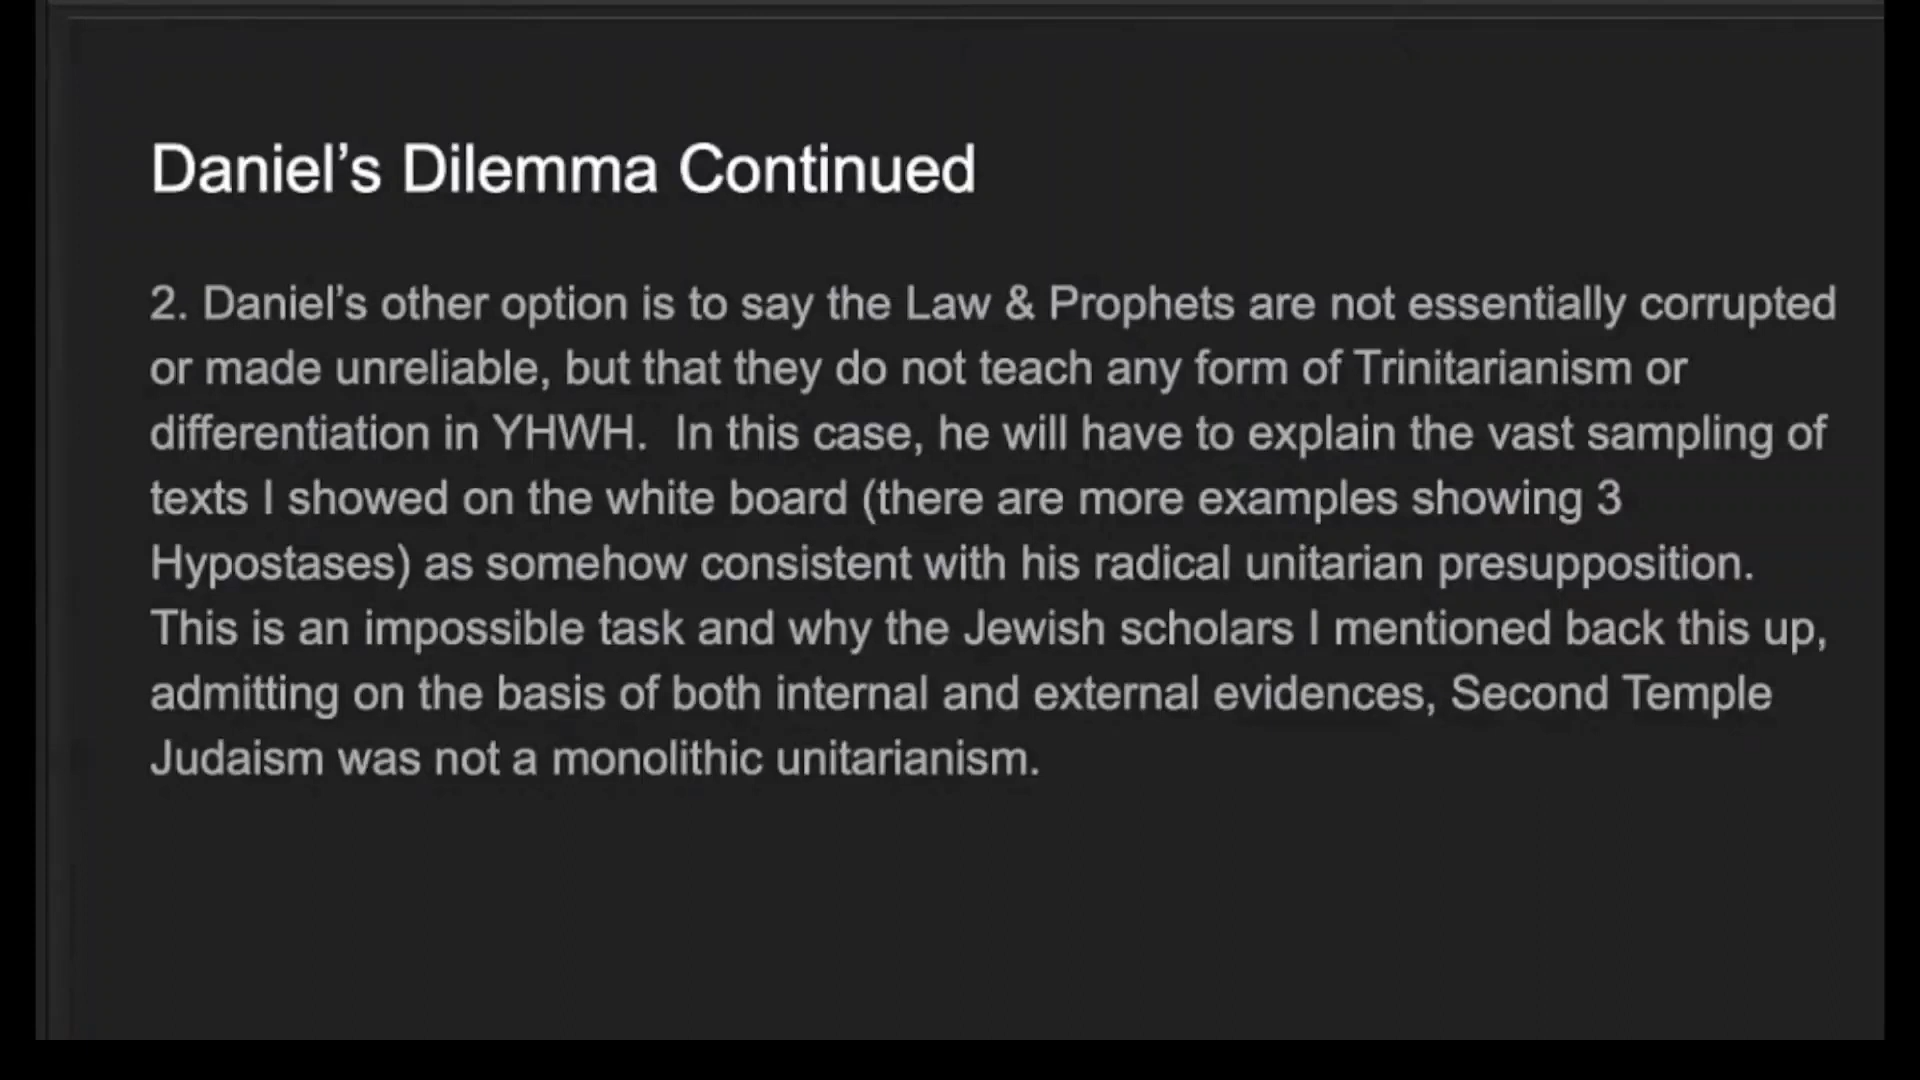 Daniel’s Dilemma Continued
2. Daniel’s other option is to say the Law & Prophets are not essentially corrupted
or made unreliable, but that they do not teach any form of Trinitarianism or
differentiation in YHWH.  In this case, he will have to explain the vast sampling of
texts I showed on the white board (there are more examples showing 3
Hypostases) as somehow consistent with his radical unitarian presupposition.
This is an impossible task and why the Jewish scholars I mentioned back this up,
admitting on the basis of both internal and external evidences, Second Temple
Judaism was not a monolithic unitarianism.